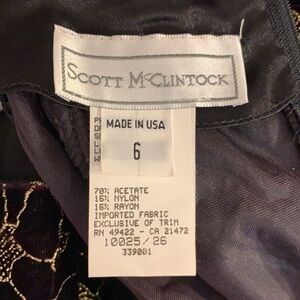 SCOTT McCLINTOCK
MADE IN USA
6
70% ACETATE
15% NYLON
15% RAYON
IMPORTED FABRIC
EXCLUSIVE OF TRIM
RN 49422 - CA 21472
10025/26
339001